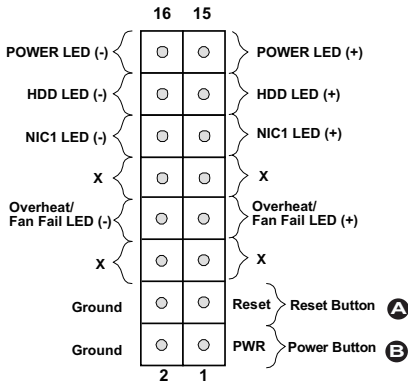 16 15
POWER LED (-) POWER LED (+)
HDD LED (-) HDD LED (+)
NIC1 LED (-) NIC1 LED (+)
X X
Overheat/ Overheat/
Fan Fail LED (-) Fan Fail LED (+)
X X
Ground Reset Reset Button A
Ground PWR Power Button B
2 1